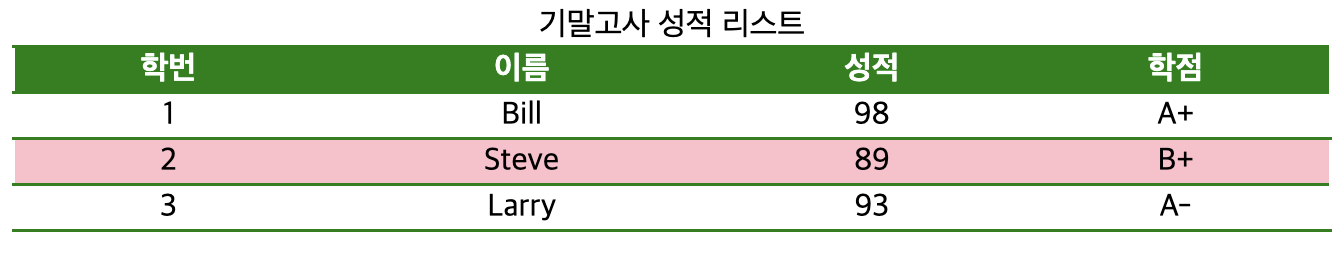 기말고사 성적 리스트
학번 이름 성적 학점
1 Bill 98 A+
2 Steve 89 B+
3 Larry 93 A-